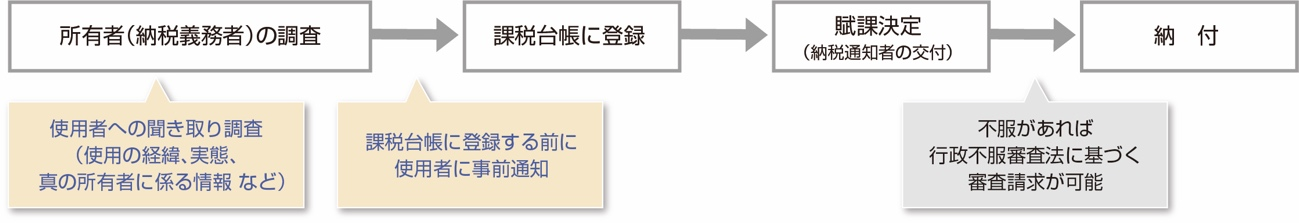 所有者(納税義務者)の調査
課税台帳に登録
賦課決定
(納税通知者の交付)
納 付
使用者への聞き取り調査
(使用の経緯、実態、
真の所有者に係る情報 など)
課税台帳に登録する前に
使用者に事前通知
不服があれば
行政不服審査法に基づく
審査請求が可能